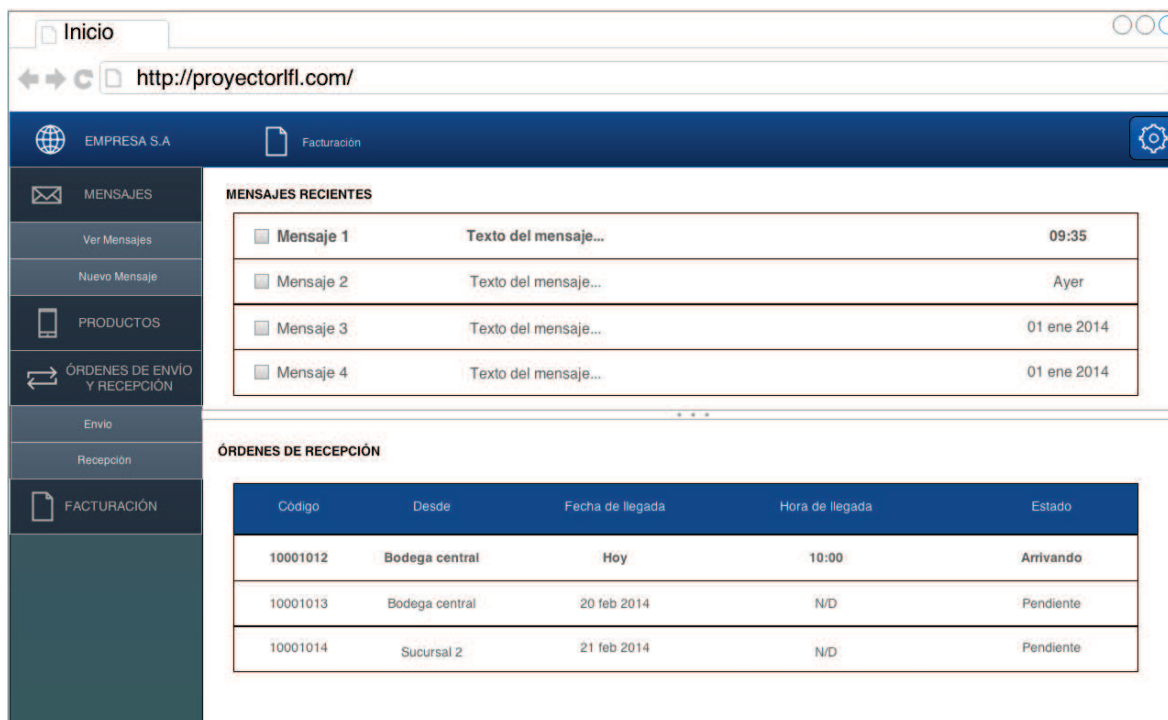 Inicio
http://proyectorlfl.com/
EMPRESA S.A
Facturación
MENSAJES
Ver Mensajes
Nuevo Mensaje
PRODUCTOS
ÓRDENES DE ENVÍO
Y RECEPCIÓN
Envío
Recepción
FACTURACIÓN
MENSAJES RECIENTES
Mensaje 1 Texto del mensaje... 09:35
Mensaje 2 Texto del mensaje... Ayer
Mensaje 3 Texto del mensaje... 01 ene 2014
Mensaje 4 Texto del mensaje... 01 ene 2014
ÓRDENES DE RECEPCIÓN
Código Desde Fecha de llegada Hora de llegada Estado
10001012 Bodega central Hoy 10:00 Arrivando
10001013 Bodega central 20 feb 2014 N/D Pendiente
10001014 Sucursal 2 21 feb 2014 N/D Pendiente